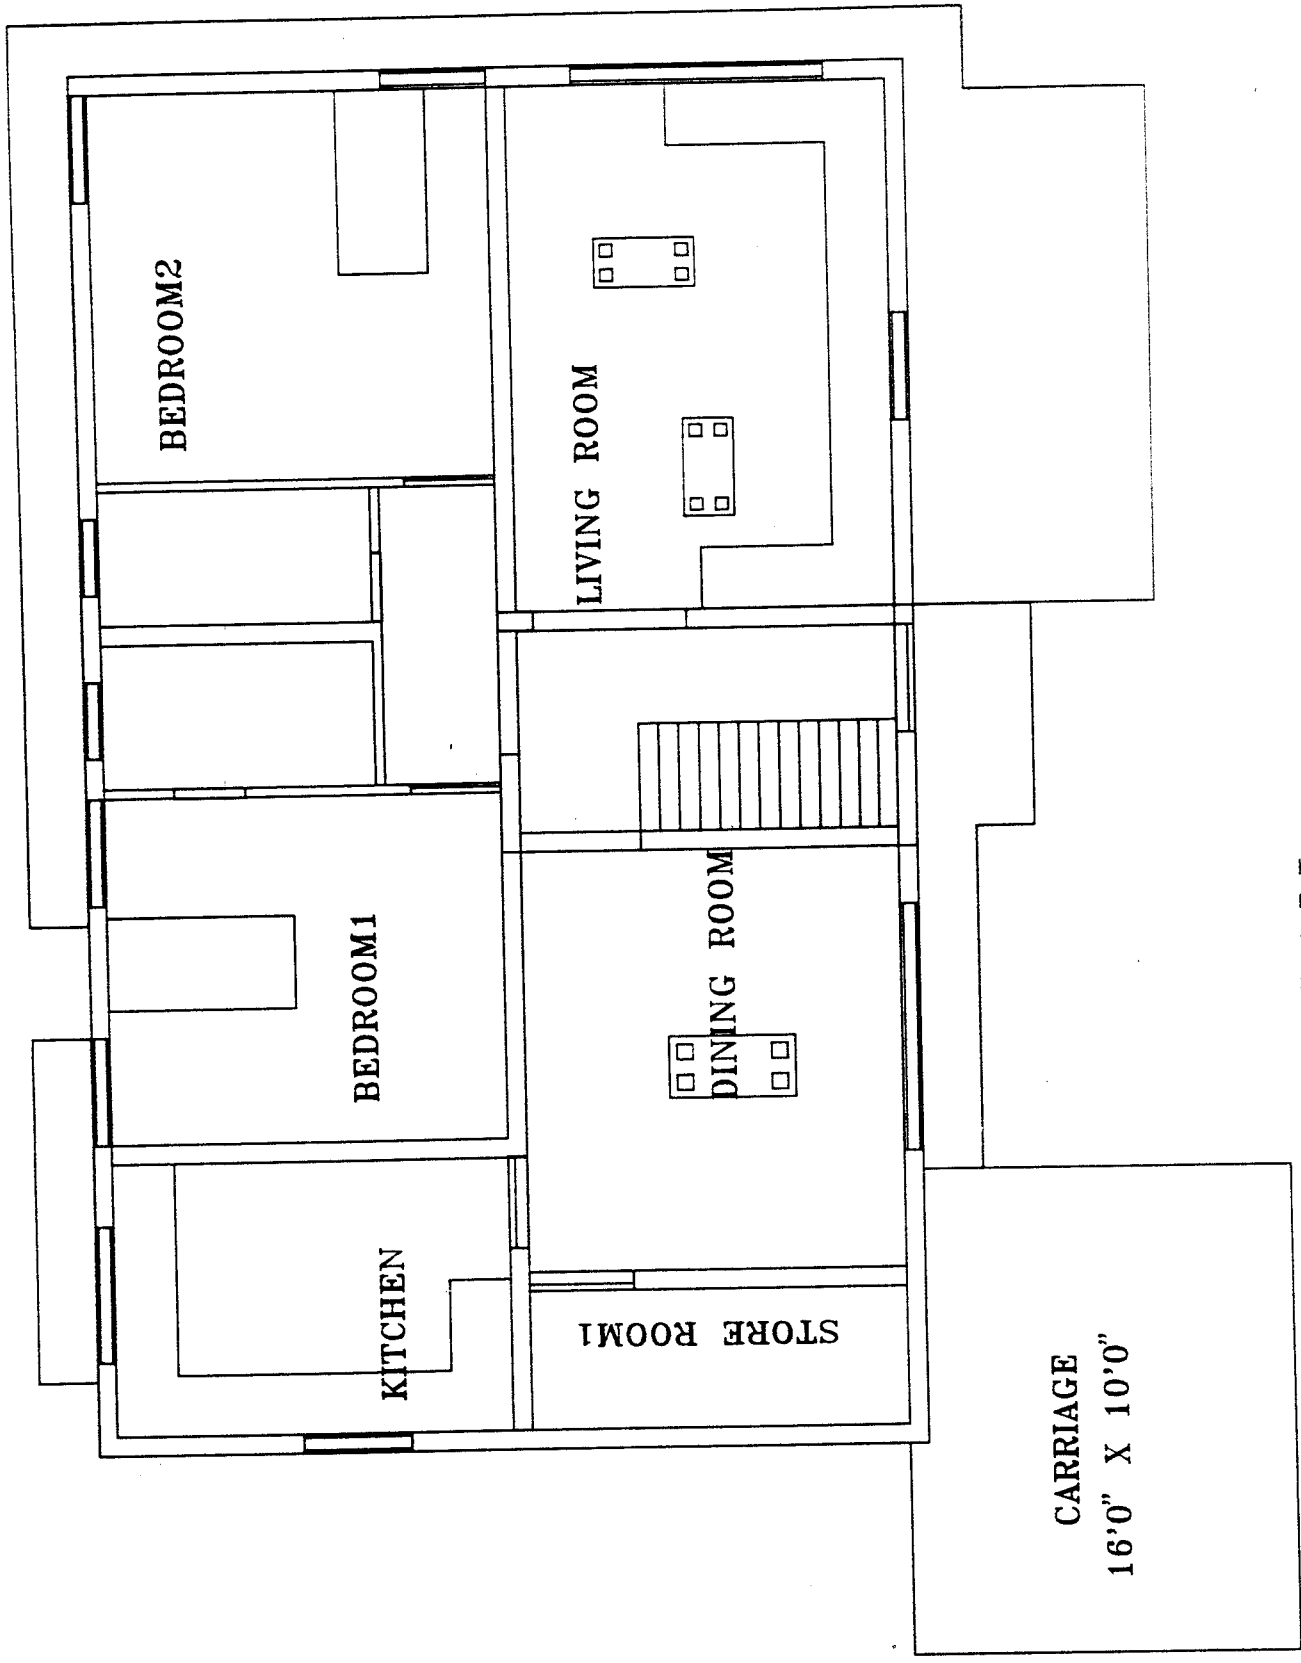 BEDROOM2
LIVING ROOM
BEDROOM1
DINING ROOM
KITCHEN
STORE ROOM1
CARRIAGE
16'0" X 10'0"